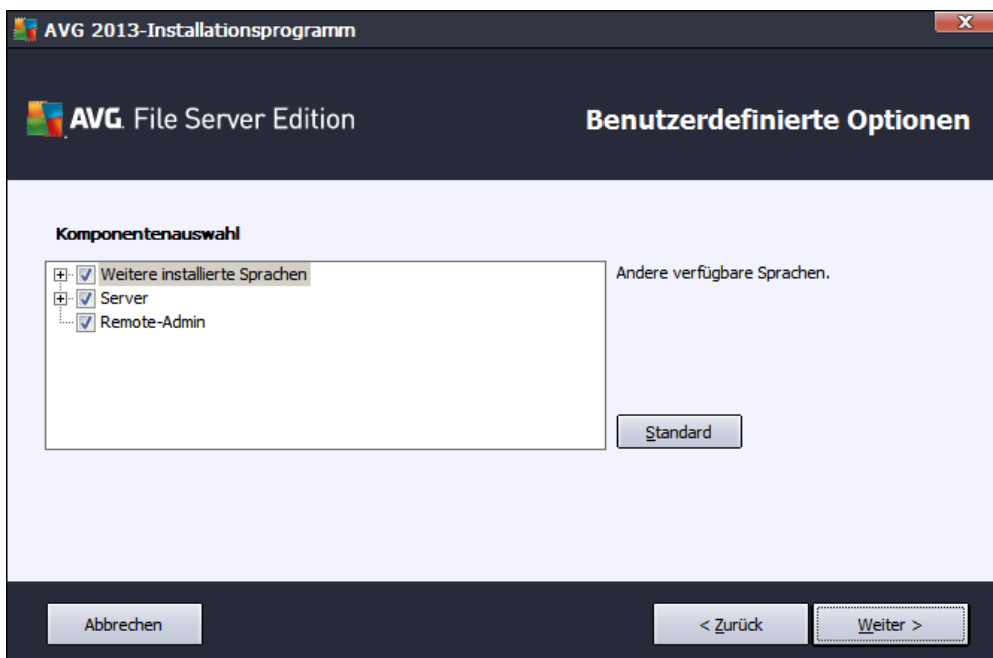 AVG 2013-Installationsprogramm
AVG. File Server Edition
Benutzerdefinierte Optionen
Komponentenauswahl
Weitere installierte Sprachen
Server
Remote-Admin
Andere verfügbare Sprachen.
Standard
Abbrechen
< Zurück
Weiter >